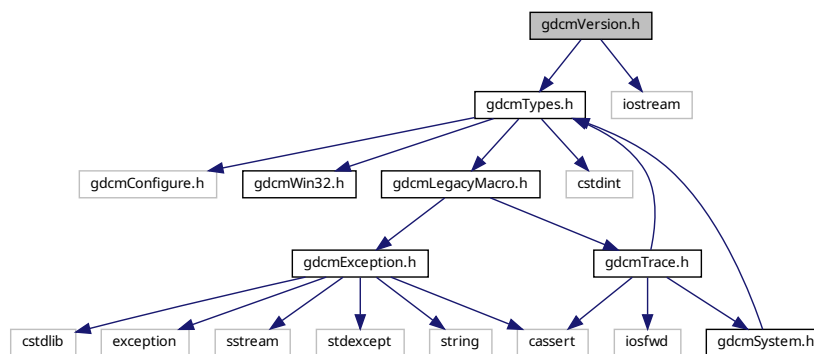 gdcmVersion.h
gdcmTypes.h
iostream
gdcmConfigure.h
gdcmWin32.h
gdcmLegacyMacro.h
cstdint
gdcmException.h
gdcmTrace.h
cstdlib
exception
sstream
stdexcept
string
cassert
iosfwd
gdcmSystem.h